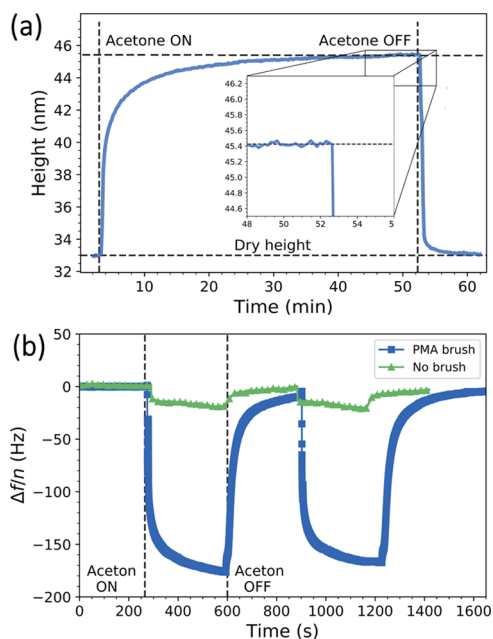 (a)
Acetone ON
Acetone OFF
46
44
42
40
38
36
34
32
Height (nm)
46.2
46.0
45.8
45.6
45.4
45.2
45.0
44.8
44.6
48
50
52
54
5
Dry height
10
20
30
40
50
60
Time (min)
(b)
50
0
−50
−100
−150
−200
Δf/n (Hz)
PMA brush
No brush
Aceton
ON
Aceton
OFF
0
200
400
600
800
1000
1200
1400
1600
Time (s)